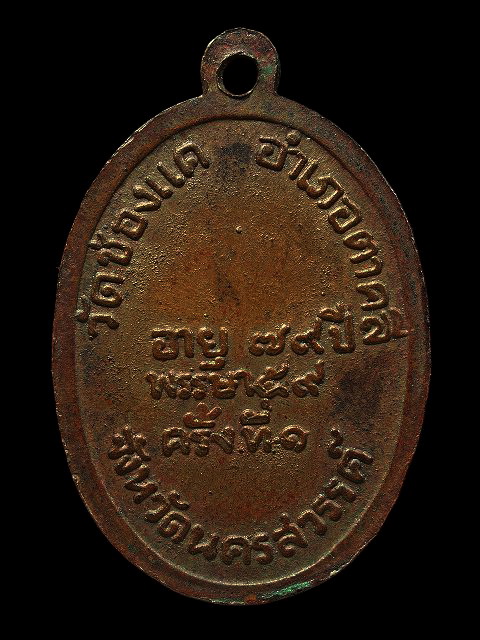 วัดช่องแค อำเภอตาคลี
อายุ ๗๙ ปี
พรรษา ๕๙
ครั้งที่ ๑
จังหวัดนครสวรรค์